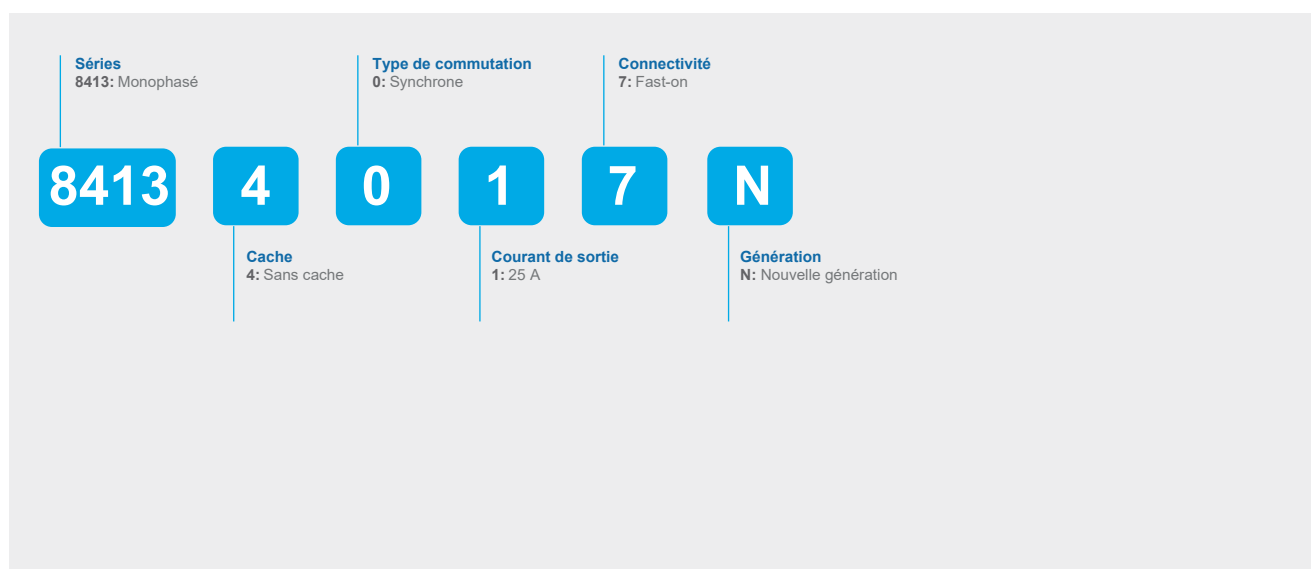 Séries
8413: Monophasé
Type de commutation
0: Synchrone
Connectivité
7: Fast-on
8413 4 0 1 7 N
Cache
4: Sans cache
Courant de sortie
1: 25 A
Génération
N: Nouvelle génération